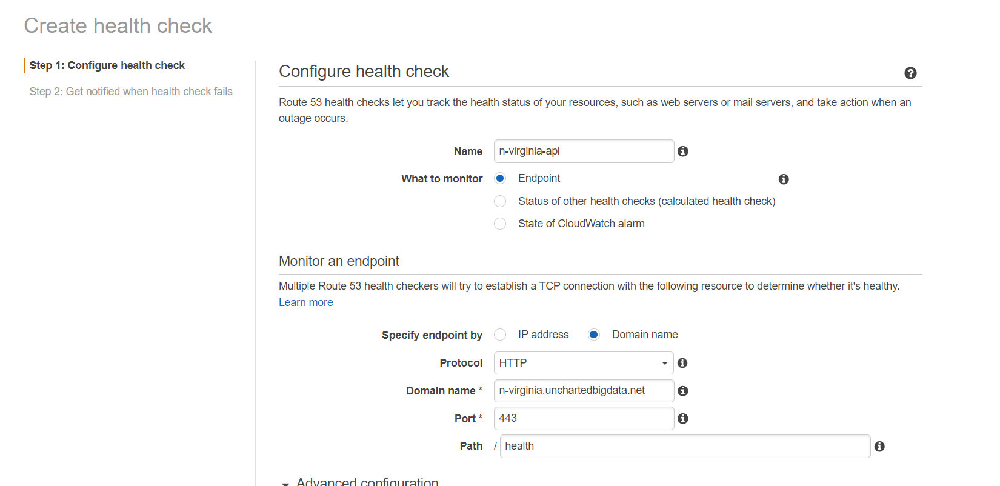 Create health check
Step 1: Configure health check
Step 2: Get notified when health check fails
Configure health check
Route 53 health checks let you track the health status of your resources, such as web servers or mail servers, and take action when an
outage occurs.
Name n-virginia-api
What to monitor Endpoint
Status of other health checks (calculated health check)
State of CloudWatch alarm
Monitor an endpoint
Multiple Route 53 health checkers will try to establish a TCP connection with the following resource to determine whether it's healthy.
Learn more
Specify endpoint by IP address Domain name
Protocol HTTP
Domain name * n-virginia.unchartedbigdata.net
Port * 443
Path / health
Advanced configuration